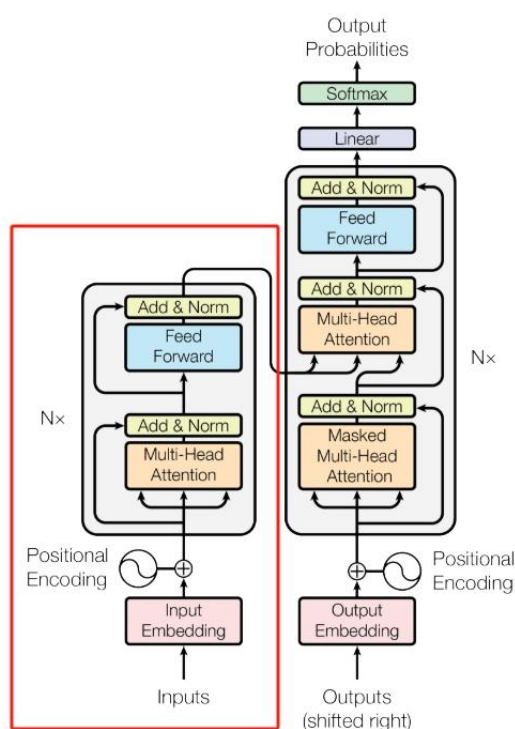 Output
Probabilities
Softmax
Linear
Add & Norm
Feed
Forward
Add & Norm
Multi-Head
Attention
Add & Norm
Masked
Multi-Head
Attention
N×
Positional
Encoding
Output
Embedding
Outputs
(shifted right)
Add & Norm
Feed
Forward
Add & Norm
Multi-Head
Attention
N×
Positional
Encoding
Input
Embedding
Inputs